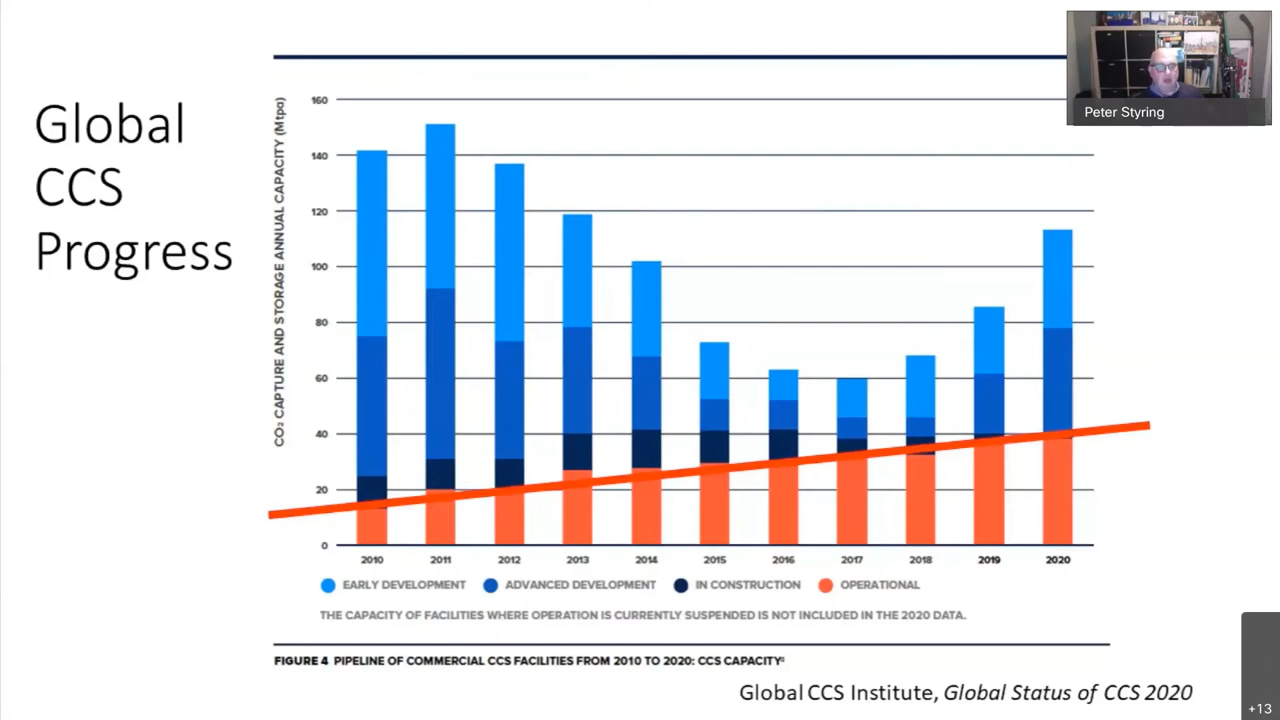 Global
CCS
Progress
Peter Styring
CO₂ CAPTURE AND STORAGE ANNUAL CAPACITY (Mtpa)
160
140
120
100
80
60
40
20
0
2010 2011 2012 2013 2014 2015 2016 2017 2018 2019 2020
EARLY DEVELOPMENT ADVANCED DEVELOPMENT IN CONSTRUCTION OPERATIONAL
THE CAPACITY OF FACILITIES WHERE OPERATION IS CURRENTLY SUSPENDED IS NOT INCLUDED IN THE 2020 DATA.
FIGURE 4 PIPELINE OF COMMERCIAL CCS FACILITIES FROM 2010 TO 2020: CCS CAPACITY
Global CCS Institute, Global Status of CCS 2020
+13